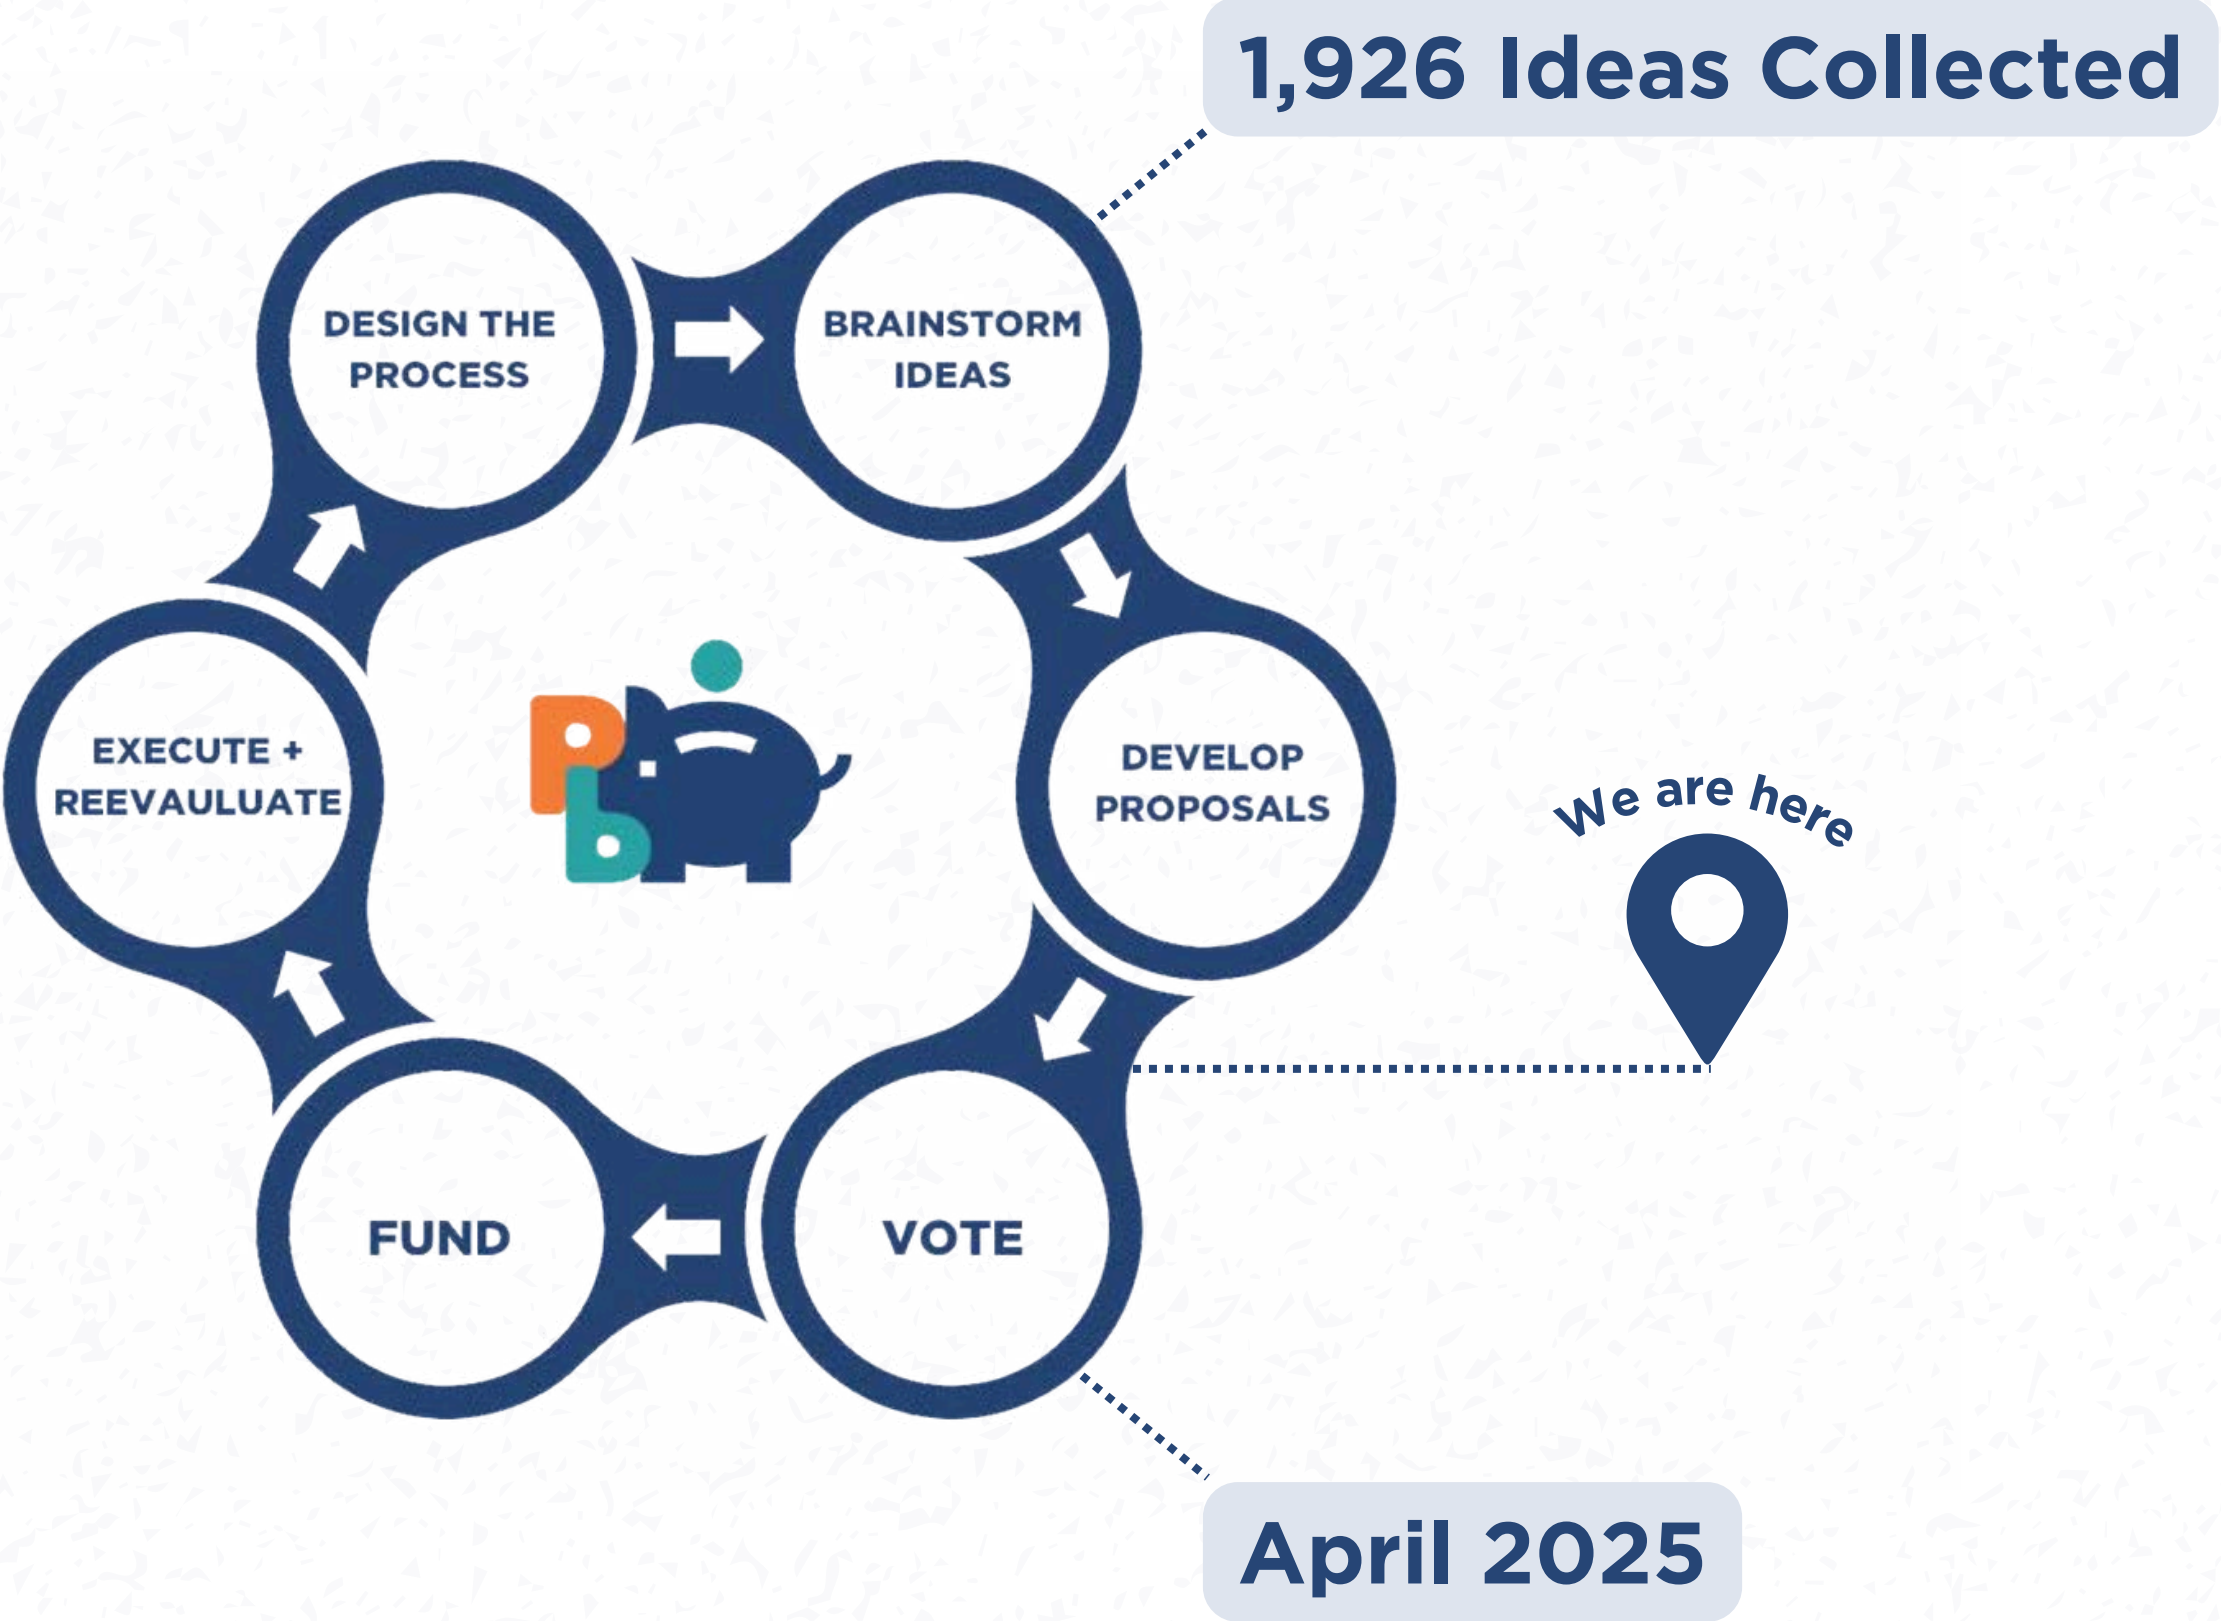 1,926 Ideas Collected
DESIGN THE
PROCESS
BRAINSTORM
IDEAS
DEVELOP
PROPOSALS
We are here
VOTE
April 2025
FUND
EXECUTE +
REEVAULUATE
Pb